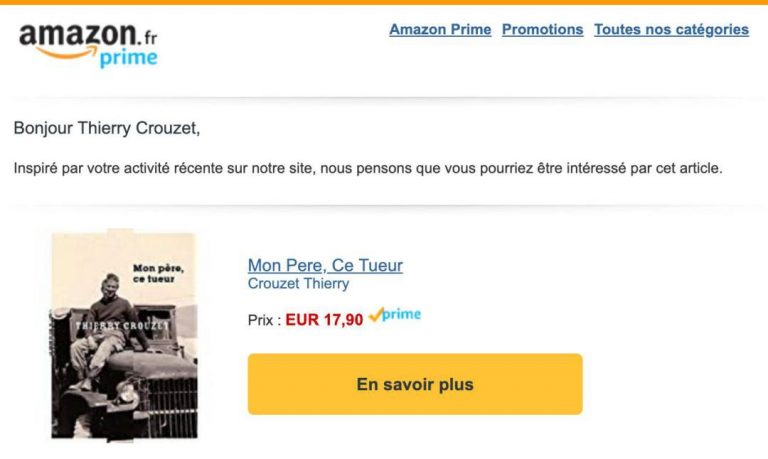 amazon.fr
prime
Amazon Prime Promotions Toutes nos catégories
Bonjour Thierry Crouzet,
Inspiré par votre activité récente sur notre site, nous pensons que vous pourriez être intéressé par cet article.
Mon père,
ce tueur
THIERRY CROUZET
Mon Pere, Ce Tueur
Crouzet Thierry
Prix : EUR 17,90 prime
En savoir plus